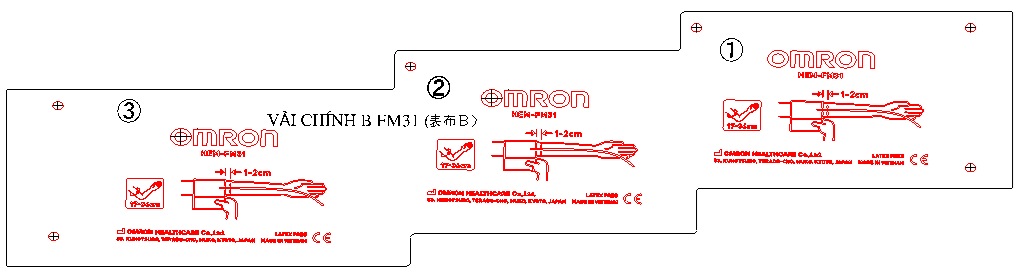 ①
OMRON
HEM-FM31
1-2cm
17-36cm
OMRON HEALTHCARE Co.,Ltd.
LATEX FREE
53, KUNOTSUBO, TERADO-CHO, MUKO, KYOTO, JAPAN
MADE IN VIETNAM
CE
②
OMRON
HEM-FM31
1-2cm
17-36cm
OMRON HEALTHCARE Co.,Ltd.
LATEX FREE
53, KUNOTSUBO, TERADO-CHO, MUKO, KYOTO, JAPAN
MADE IN VIETNAM
CE
③
VẢI CHÍNH B FM31 (表布B)
OMRON
HEM-FM31
1-2cm
17-36cm
OMRON HEALTHCARE Co.,Ltd.
LATEX FREE
53, KUNOTSUBO, TERADO-CHO, MUKO, KYOTO, JAPAN
MADE IN VIETNAM
CE